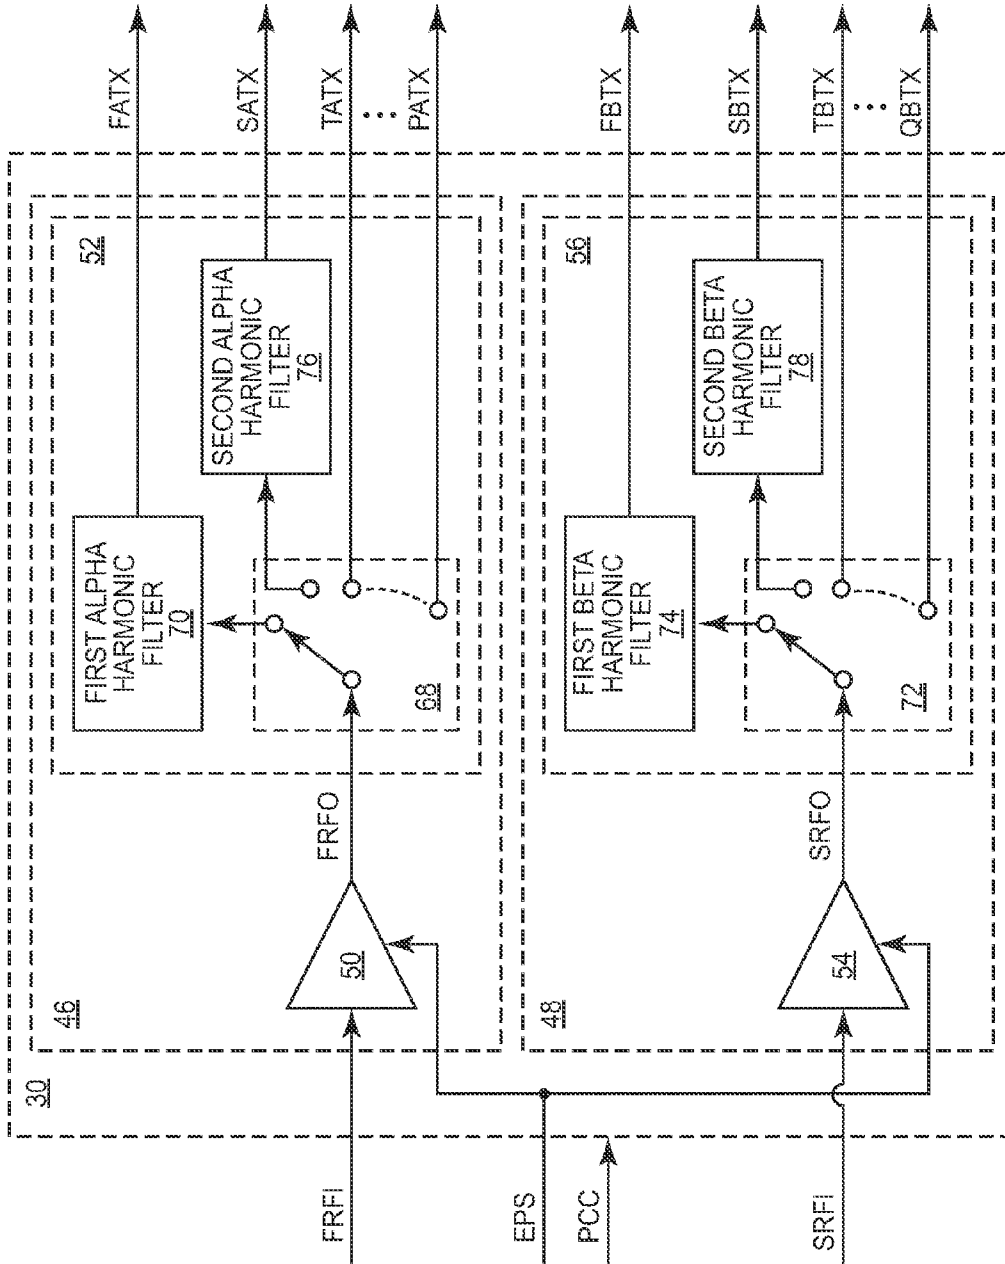 FATX
SATX
TATX
PATX
FBTX
SBTX
TBTX
QBTX
52
FIRST ALPHA
HARMONIC
FILTER
70
SECOND ALPHA
HARMONIC
FILTER
76
68
56
FIRST BETA
HARMONIC
FILTER
74
SECOND BETA
HARMONIC
FILTER
78
72
FRFO
SRFO
46
50
48
54
30
FRFI
EPS
PCC
SRFI